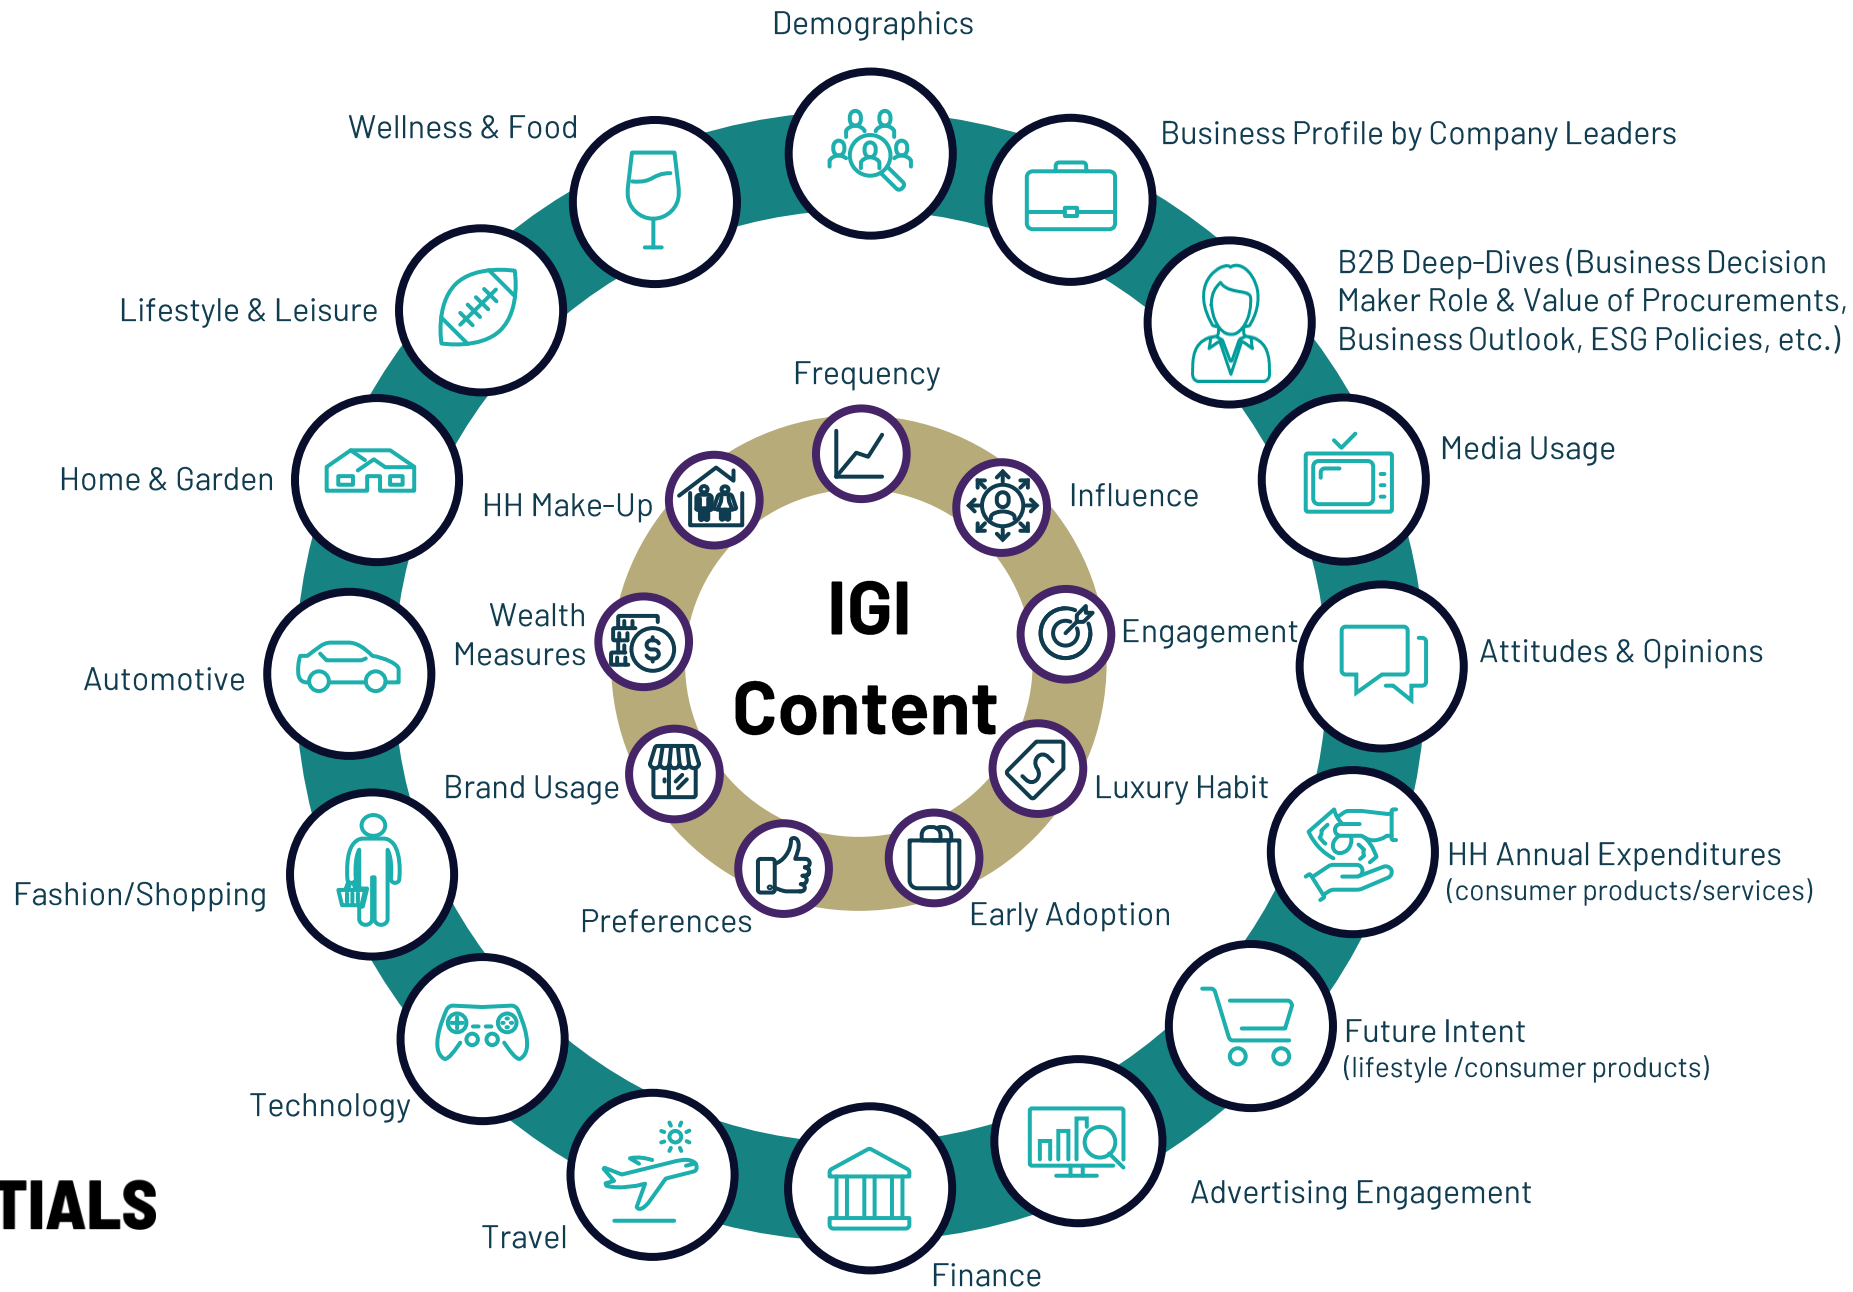 Demographics
Wellness & Food
Business Profile by Company Leaders
B2B Deep-Dives (Business Decision
Maker Role & Value of Procurements,
Business Outlook, ESG Policies, etc.)
Lifestyle & Leisure
Frequency
Media Usage
Home & Garden
HH Make-Up
Influence
IGI
Content
Wealth
Measures
Engagement
Attitudes & Opinions
Automotive
Brand Usage
Luxury Habit
HH Annual Expenditures
(consumer products/services)
Fashion/Shopping
Preferences
Early Adoption
Future Intent
(lifestyle /consumer products)
Technology
Advertising Engagement
TIALS
Travel
Finance